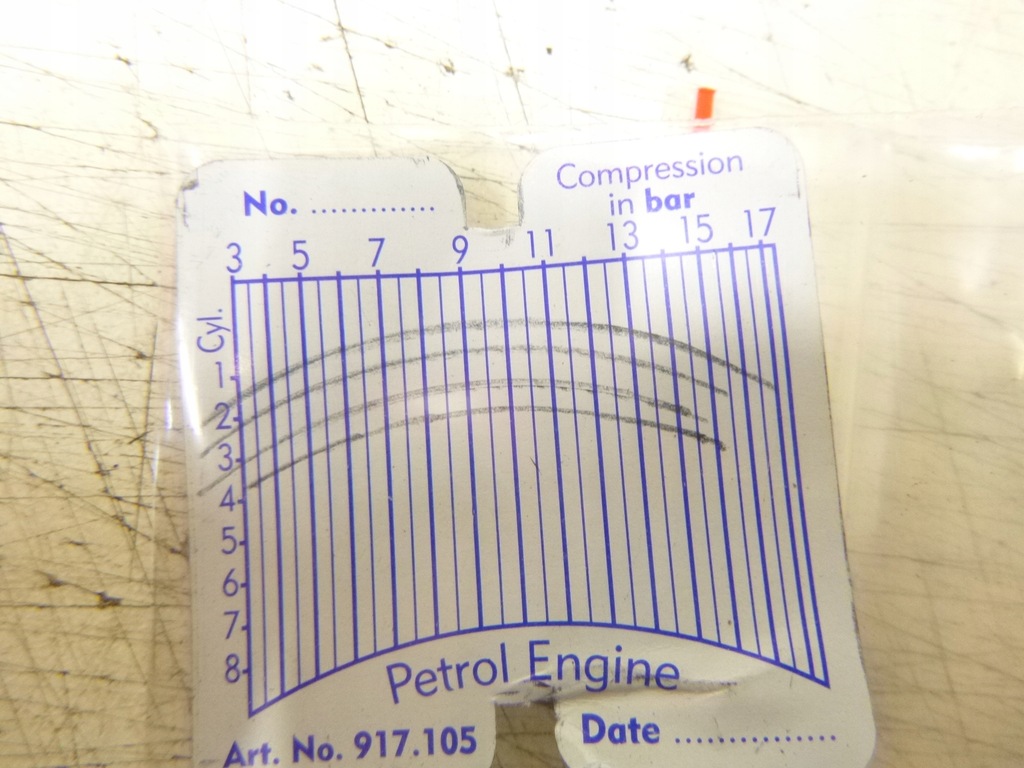 No. ..............
Compression
in bar
3 5 7 9 11 13 15 17
Cyl.
1
2
3
4
5
6
7
8
Petrol Engine
Art. No. 917.105
Date ................